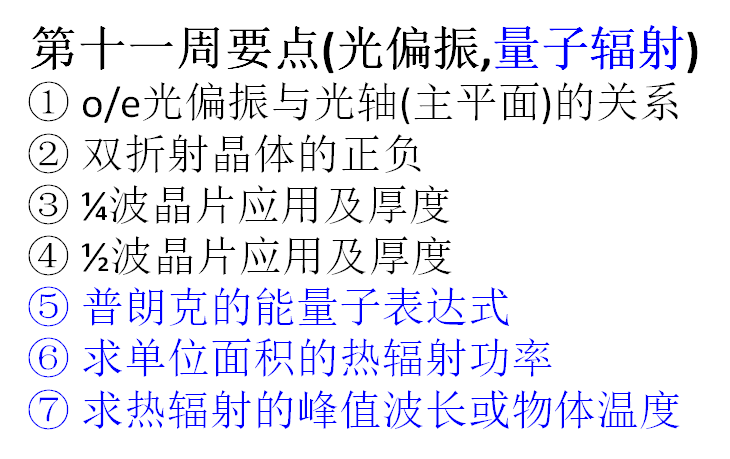 第十一周要点(光偏振,量子辐射)
① o/e光偏振与光轴(主平面)的关系
② 双折射晶体的正负
③ ¼波晶片应用及厚度
④ ½波晶片应用及厚度
⑤ 普朗克的能量子表达式
⑥ 求单位面积的热辐射功率
⑦ 求热辐射的峰值波长或物体温度